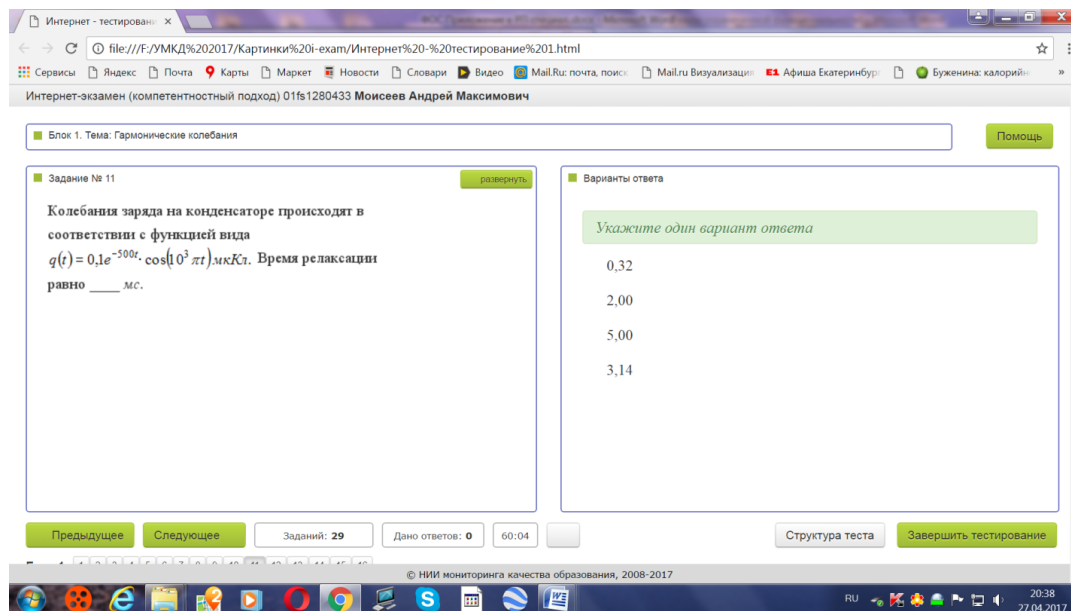 Интернет - тестировани
file:///F:/УМКД%202017/Картинки%20i-exam/Интернет%20-%20тестирование%201.html
Сервисы Яндекс Почта Карты Маркет Новости Словари Видео Mail.Ru: почта, поиск Mail.ru Визуализация E1 Афиша Екатеринбург Буженина: калорийн »
Интернет-экзамен (компетентностный подход) 01fs1280433 Моисеев Андрей Максимович
Блок 1. Тема: Гармонические колебания
Помощь
Задание № 11
развернуть
Колебания заряда на конденсаторе происходят в
соответствии с функцией вида
q(t) = 0,1e^{-500t} · cos(10^3 πt) мкКл. Время релаксации
равно ____ мс.
Варианты ответа
Укажите один вариант ответа
0,32
2,00
5,00
3,14
Предыдущее Следующее Заданий: 29 Дано ответов: 0 60:04 Структура теста Завершить тестирование
© НИИ мониторинга качества образования, 2008-2017
RU 20:38
27.04.2017